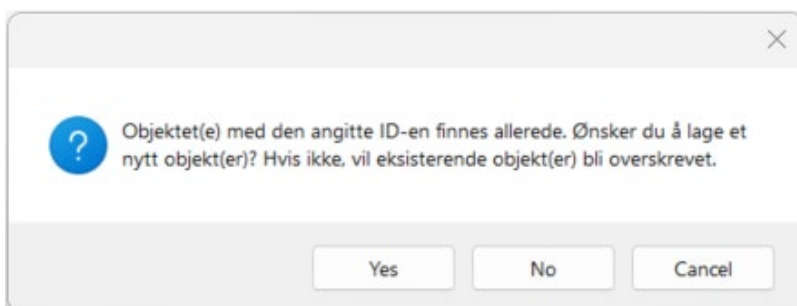 Objektet(e) med den angitte ID-en finnes allerede. Ønsker du å lage et
nytt objekt(er)? Hvis ikke, vil eksisterende objekt(er) bli overskrevet.
Yes
No
Cancel